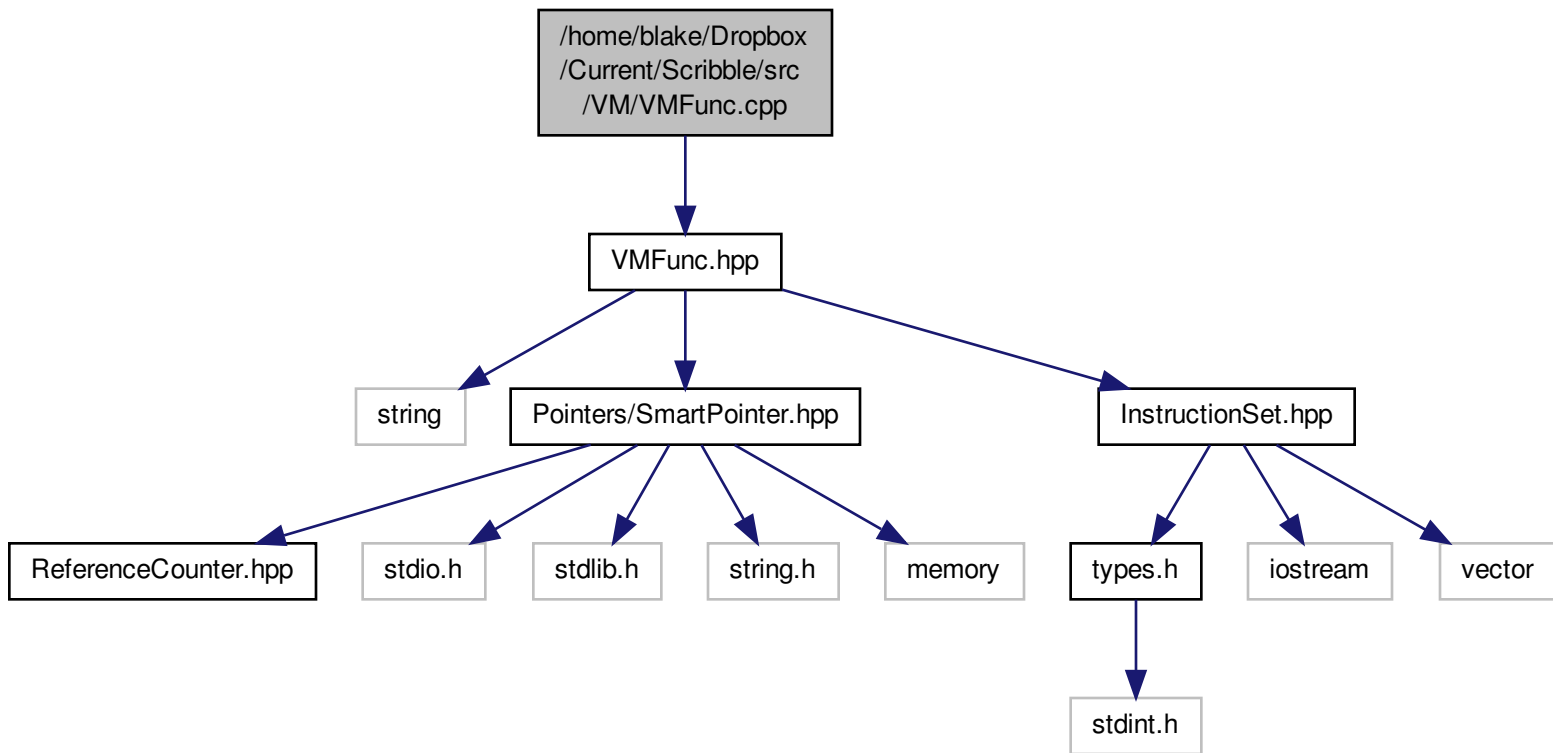 /home/blake/Dropbox
/Current/Scribble/src
/VM/VMFunc.cpp
VMFunc.hpp
string
Pointers/SmartPointer.hpp
InstructionSet.hpp
ReferenceCounter.hpp
stdio.h
stdlib.h
string.h
memory
types.h
iostream
vector
stdint.h